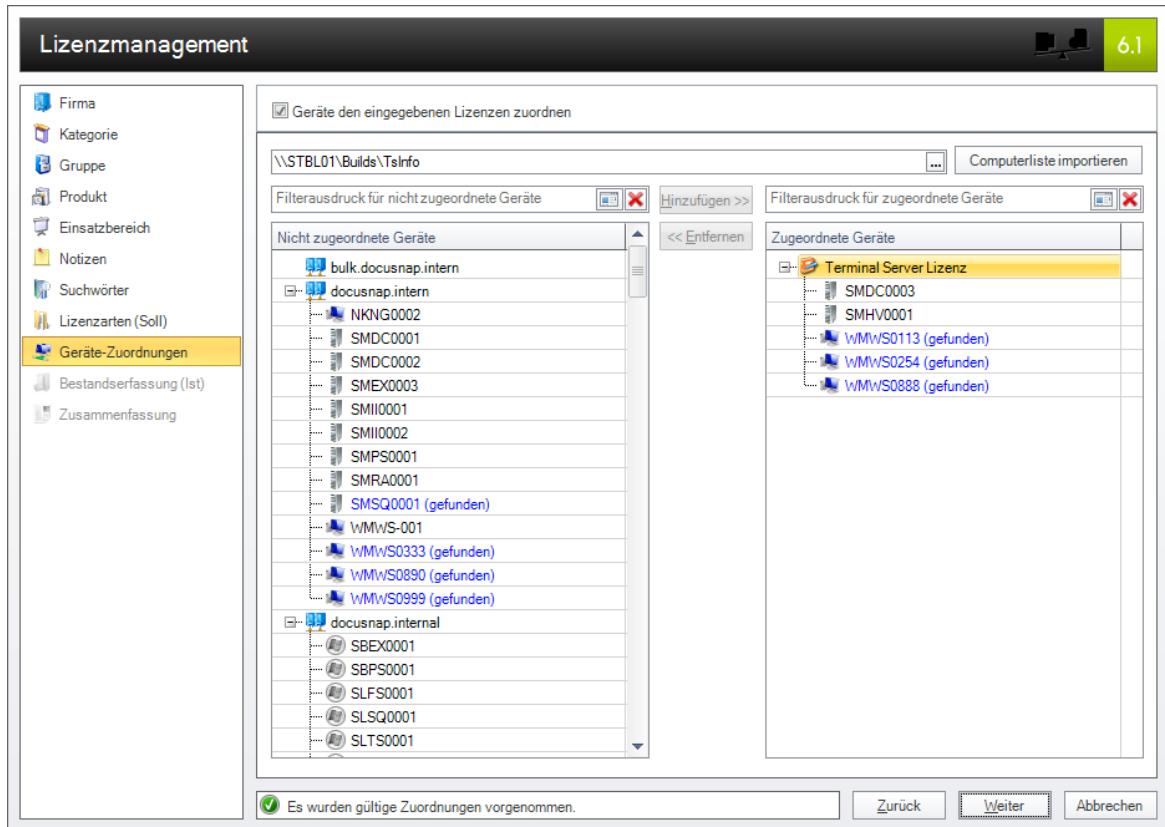 Lizenzmanagement
6.1
Firma
Kategorie
Gruppe
Produkt
Einsatzbereich
Notizen
Suchwörter
Lizenzarten (Soll)
Geräte-Zuordnungen
Bestandserfassung (Ist)
Zusammenfassung
Geräte den eingegebenen Lizenzen zuordnen
\\STBL01\Builds\TsInfo
...
Computerliste importieren
Filterausdruck für nicht zugeordnete Geräte
Hinzufügen >>
Filterausdruck für zugeordnete Geräte
<< Entfernen
Nicht zugeordnete Geräte
bulk.docusnap.intern
docusnap.intern
NKNG0002
SMDC0001
SMDC0002
SMEX0003
SMII0001
SMII0002
SMPS0001
SMRA0001
SMSQ0001 (gefunden)
WMWS-001
WMWS0333 (gefunden)
WMWS0890 (gefunden)
WMWS0999 (gefunden)
docusnap.internal
SBEX0001
SBPS0001
SLFS0001
SLSQ0001
SLTS0001
Zugeordnete Geräte
Terminal Server Lizenz
SMDC0003
SMHV0001
WMWS0113 (gefunden)
WMWS0254 (gefunden)
WMWS0888 (gefunden)
Es wurden gültige Zuordnungen vorgenommen.
Zurück
Weiter
Abbrechen